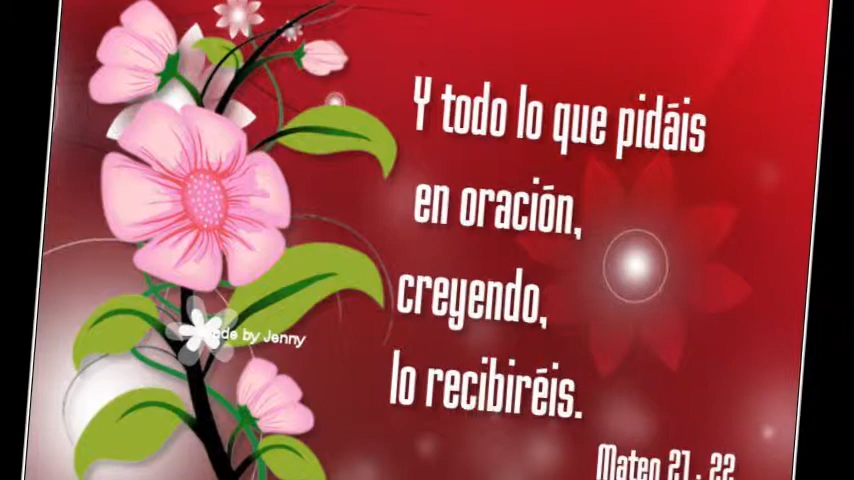 Y todo lo que pidáis
en oración,
creyendo,
lo recibiréis.
Mateo 21 : 22
by Jenny